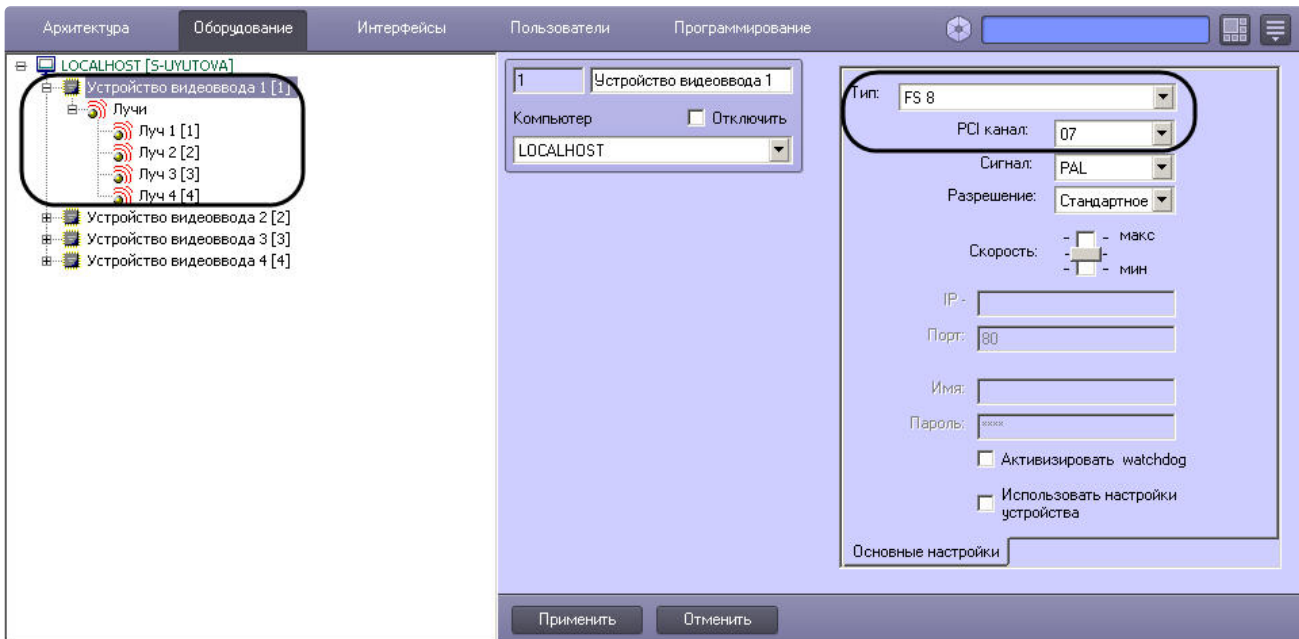 Архитектура Оборудование Интерфейсы Пользователи Программирование
LOCALHOST [S-UYUTOVA]
Устройство видеоввода 1 [1]
Лучи
Луч 1 [1]
Луч 2 [2]
Луч 3 [3]
Луч 4 [4]
Устройство видеоввода 2 [2]
Устройство видеоввода 3 [3]
Устройство видеоввода 4 [4]
1 Устройство видеоввода 1
Компьютер Отключить
LOCALHOST
Тип: FS 8
PCI канал: 07
Сигнал: PAL
Разрешение: Стандартное
Скорость: макс
мин
IP -
Порт: 80
Имя:
Пароль: ****
Активизировать watchdog
Использовать настройки
устройства
Основные настройки
Применить Отменить